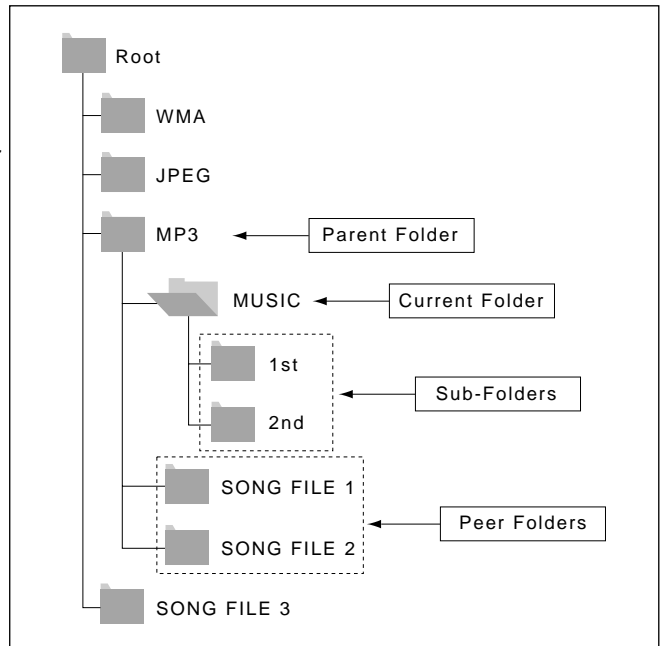 Root
WMA
JPEG
MP3
Parent Folder
MUSIC
Current Folder
1st
Sub-Folders
2nd
SONG FILE 1
Peer Folders
SONG FILE 2
SONG FILE 3